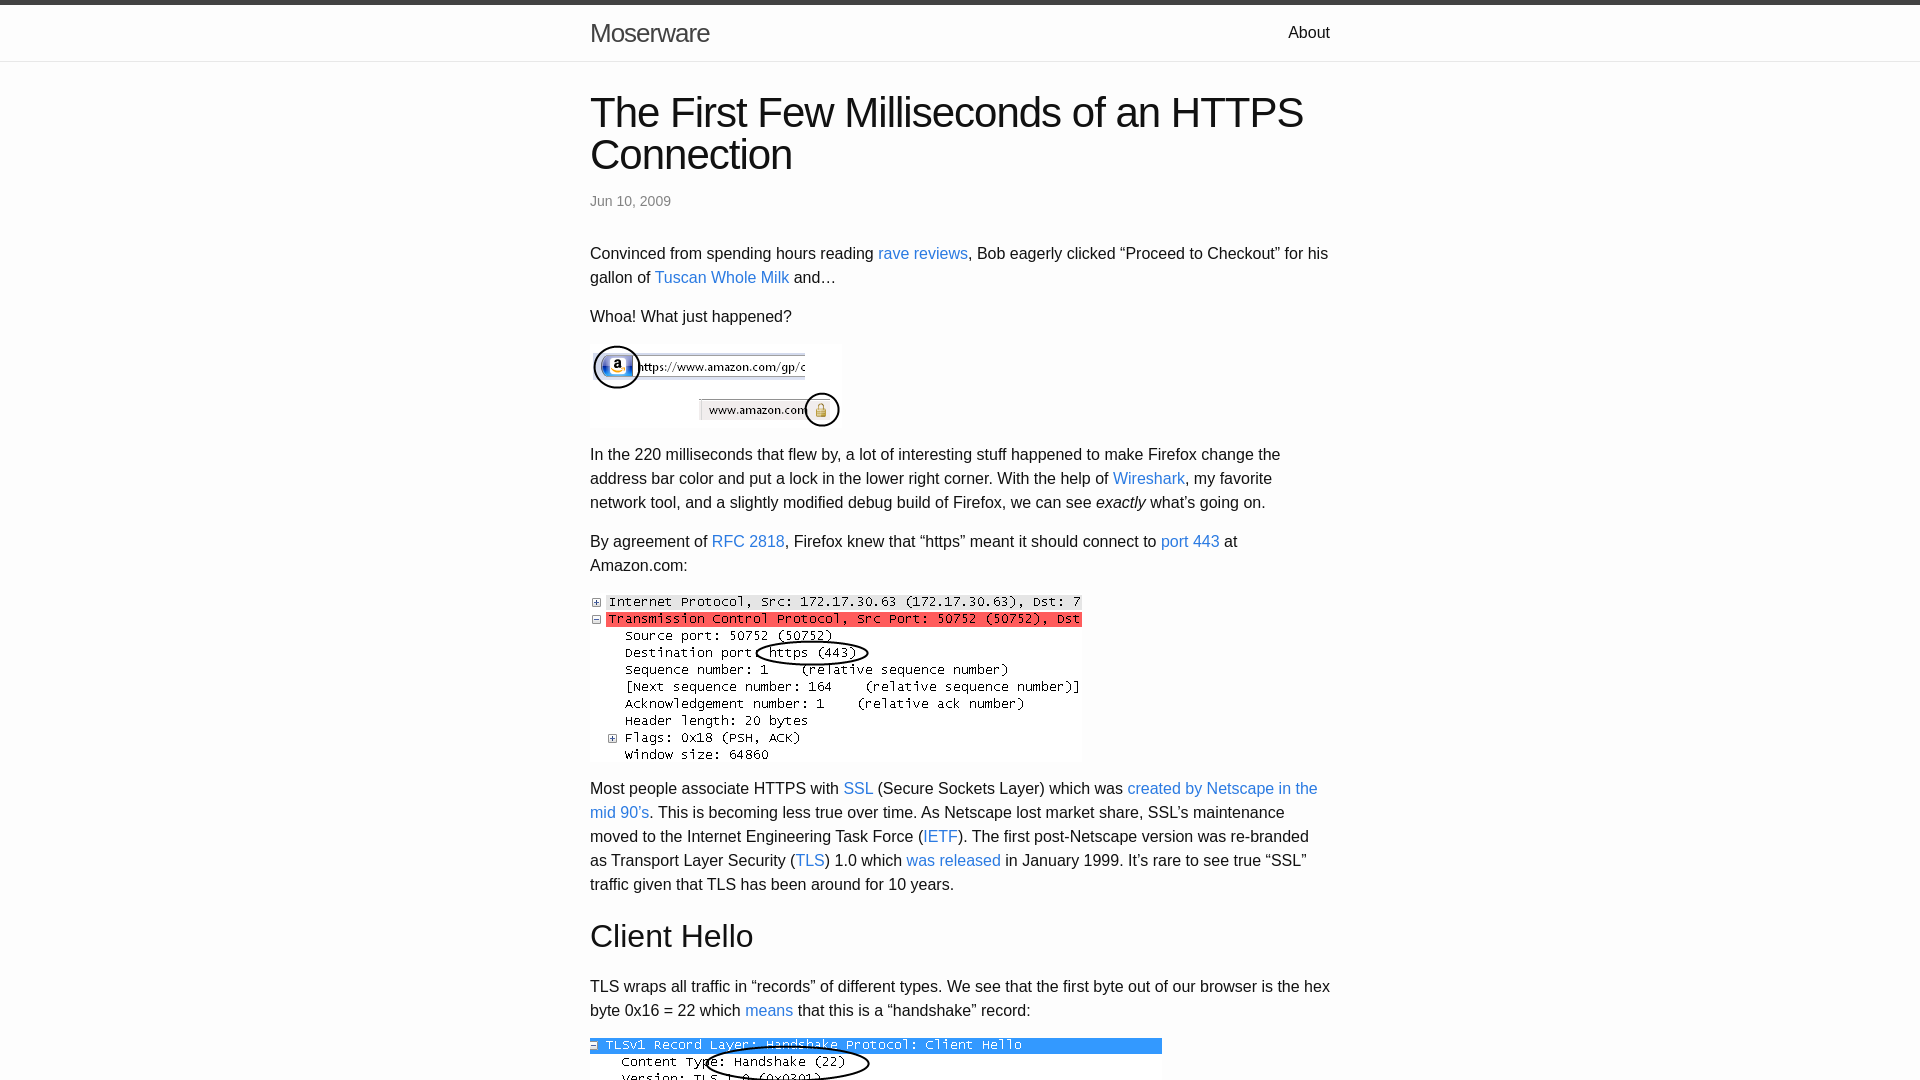 Moserware
About
The First Few Milliseconds of an HTTPS
Connection
Jun 10, 2009
Convinced from spending hours reading rave reviews, Bob eagerly clicked “Proceed to Checkout” for his
gallon of Tuscan Whole Milk and…
Whoa! What just happened?
https://www.amazon.com/gp/c
www.amazon.com
In the 220 milliseconds that flew by, a lot of interesting stuff happened to make Firefox change the
address bar color and put a lock in the lower right corner. With the help of Wireshark, my favorite
network tool, and a slightly modified debug build of Firefox, we can see exactly what’s going on.
By agreement of RFC 2818, Firefox knew that “https” meant it should connect to port 443 at
Amazon.com:
Internet Protocol, Src: 172.17.30.63 (172.17.30.63), Dst: 7
Transmission Control Protocol, Src Port: 50752 (50752), Dst
Source port: 50752 (50752)
Destination port: https (443)
Sequence number: 1 (relative sequence number)
[Next sequence number: 164 (relative sequence number)]
Acknowledgement number: 1 (relative ack number)
Header length: 20 bytes
Flags: 0x18 (PSH, ACK)
Window size: 64860
Most people associate HTTPS with SSL (Secure Sockets Layer) which was created by Netscape in the
mid 90’s. This is becoming less true over time. As Netscape lost market share, SSL’s maintenance
moved to the Internet Engineering Task Force (IETF). The first post-Netscape version was re-branded
as Transport Layer Security (TLS) 1.0 which was released in January 1999. It’s rare to see true “SSL”
traffic given that TLS has been around for 10 years.
Client Hello
TLS wraps all traffic in “records” of different types. We see that the first byte out of our browser is the hex
byte 0x16 = 22 which means that this is a “handshake” record:
TLSv1 Record Layer: Handshake Protocol: Client Hello
Content Type: Handshake (22)
Version: TLS 1.0 (0x0301)